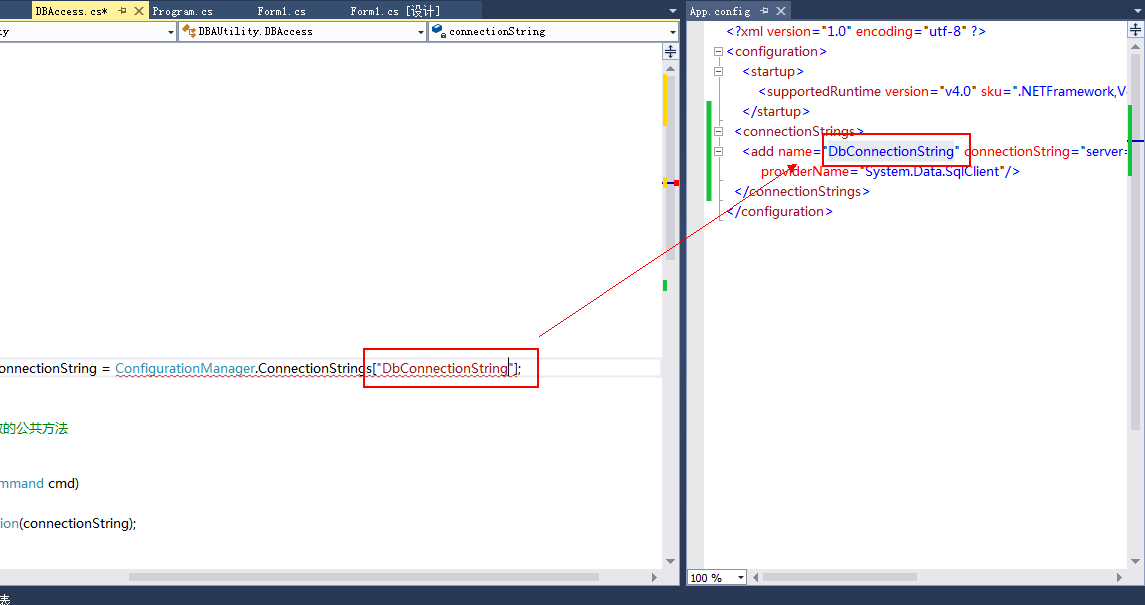 DBAccess.cs*
Program.cs
Form1.cs
Form1.cs [设计]
DBAUtility.DBAccess
connectionString
onnectionString = ConfigurationManager.ConnectionStrings["DbConnectionString"];
的公共方法
mmand cmd)
ion(connectionString);
表
App.config
<?xml version="1.0" encoding="utf-8" ?>
<configuration>
<startup>
<supportedRuntime version="v4.0" sku=".NETFramework,V
</startup>
<connectionStrings>
<add name="DbConnectionString" connectionString="server=
providerName="System.Data.SqlClient"/>
</connectionStrings>
</configuration>
100 %